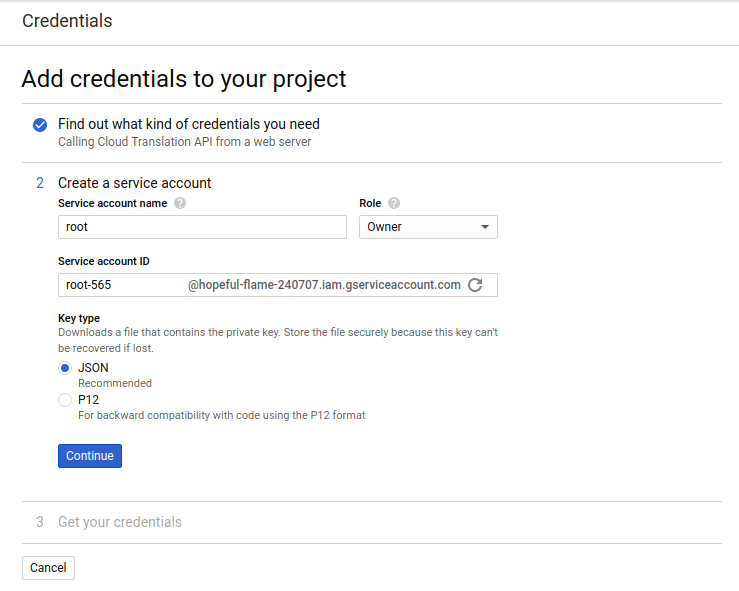 Credentials
Add credentials to your project
Find out what kind of credentials you need
Calling Cloud Translation API from a web server
2 Create a service account
Service account name ? Role ?
root Owner
Service account ID
root-565 @hopeful-flame-240707.iam.gserviceaccount.com
Key type
Downloads a file that contains the private key. Store the file securely because this key can't
be recovered if lost.
JSON
Recommended
P12
For backward compatibility with code using the P12 format
Continue
3 Get your credentials
Cancel